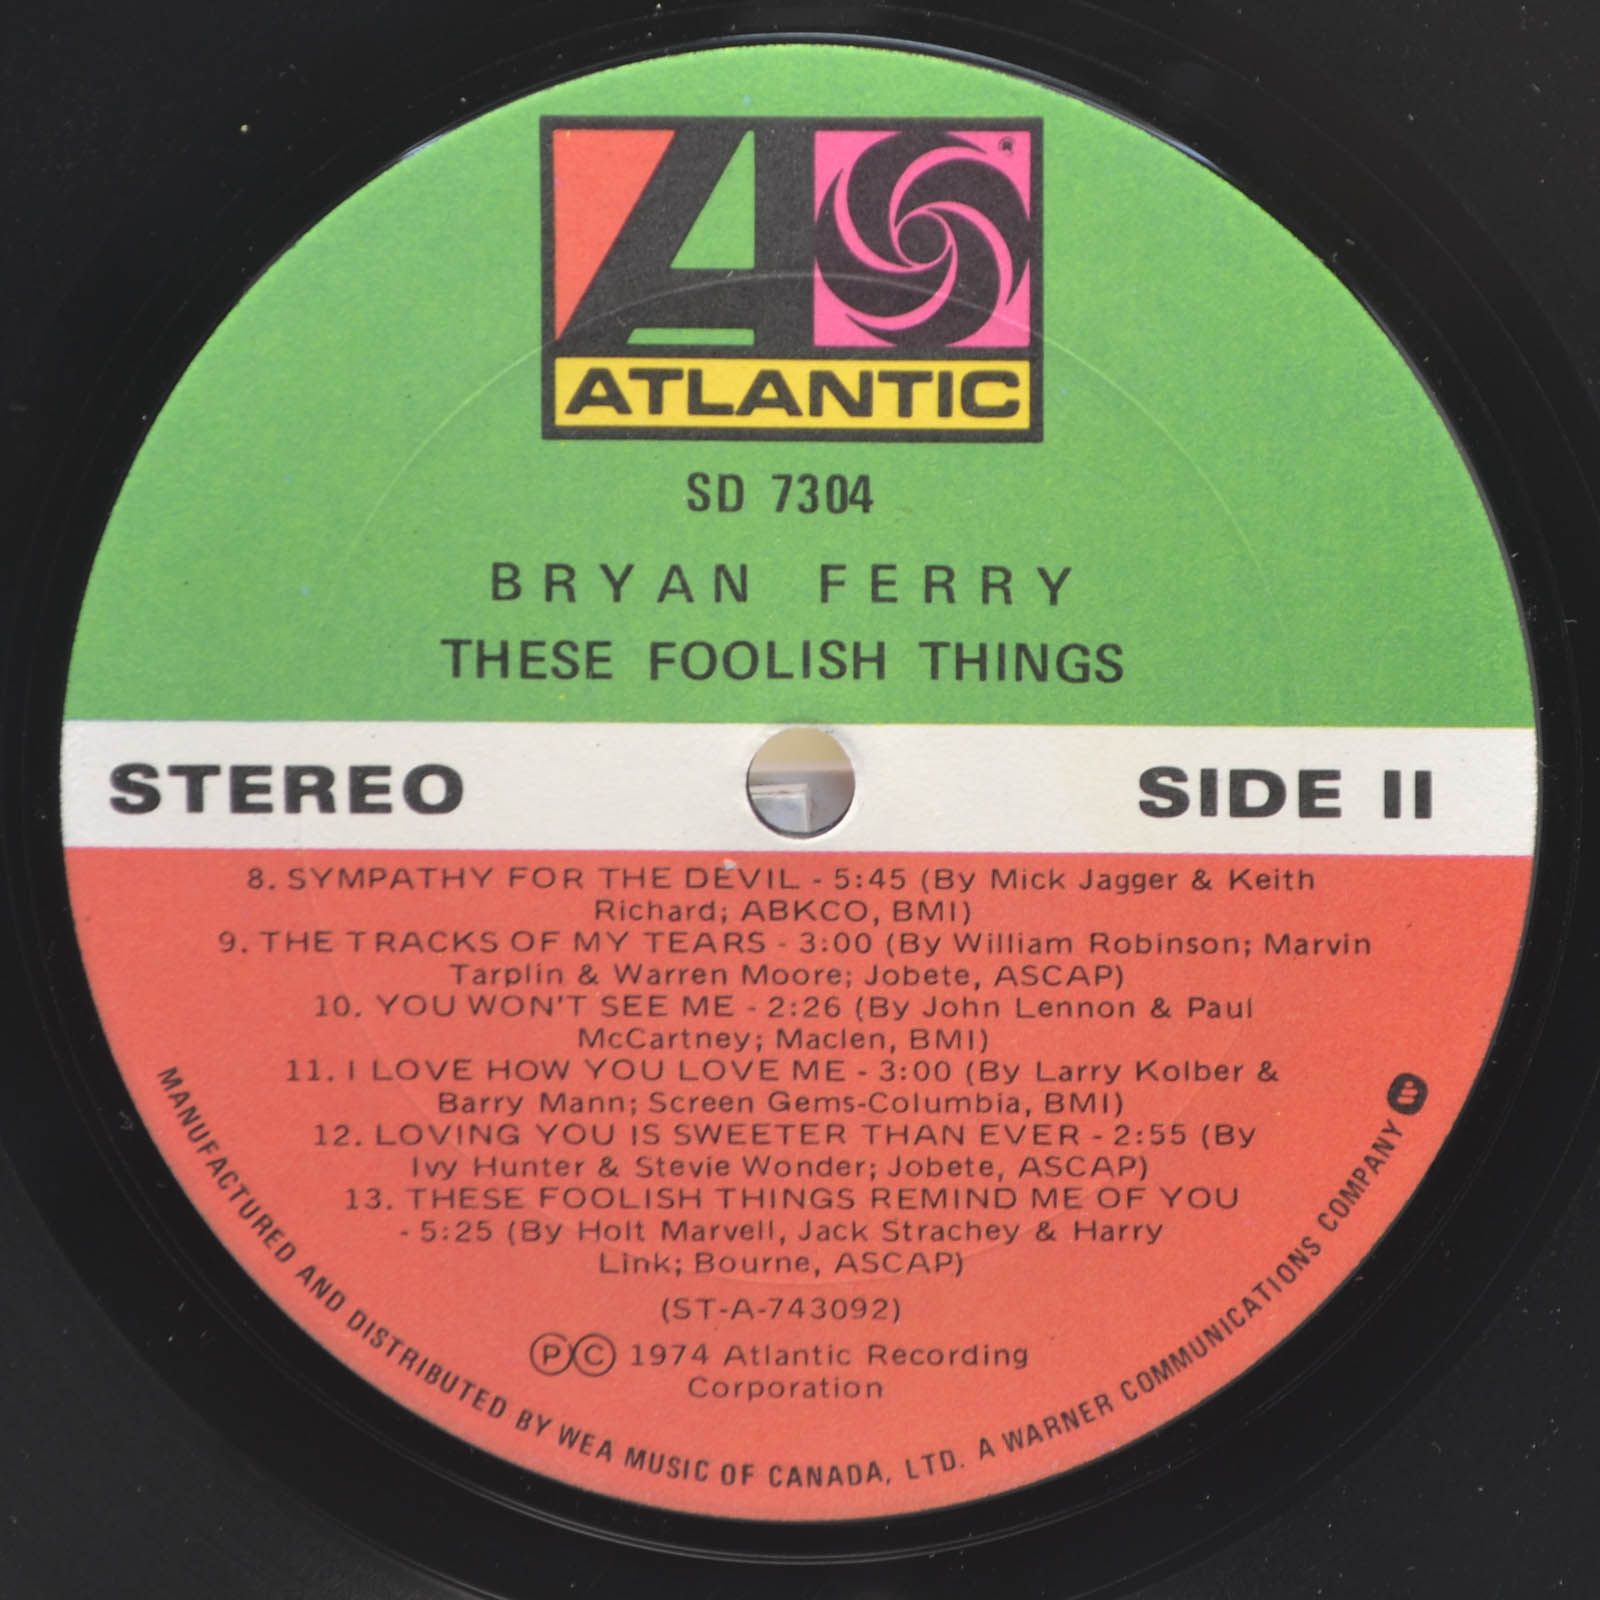 ATLANTIC
SD 7304
BRYAN FERRY
THESE FOOLISH THINGS
STEREO
SIDE II
8. SYMPATHY FOR THE DEVIL - 5:45 (By Mick Jagger & Keith
Richard; ABKCO, BMI)
9. THE TRACKS OF MY TEARS - 3:00 (By William Robinson; Marvin
Tarplin & Warren Moore; Jobete, ASCAP)
10. YOU WON'T SEE ME - 2:26 (By John Lennon & Paul
McCartney; Maclen, BMI)
11. I LOVE HOW YOU LOVE ME - 3:00 (By Larry Kolber &
Barry Mann; Screen Gems-Columbia, BMI)
12. LOVING YOU IS SWEETER THAN EVER - 2:55 (By
Ivy Hunter & Stevie Wonder; Jobete, ASCAP)
13. THESE FOOLISH THINGS REMIND ME OF YOU
- 5:25 (By Holt Marvell, Jack Strachey & Harry
Link; Bourne, ASCAP)
(ST-A-743092)
ⓅⒸ 1974 Atlantic Recording
Corporation
MANUFACTURED AND DISTRIBUTED BY WEA MUSIC OF CANADA, LTD. A WARNER COMMUNICATIONS COMPANY